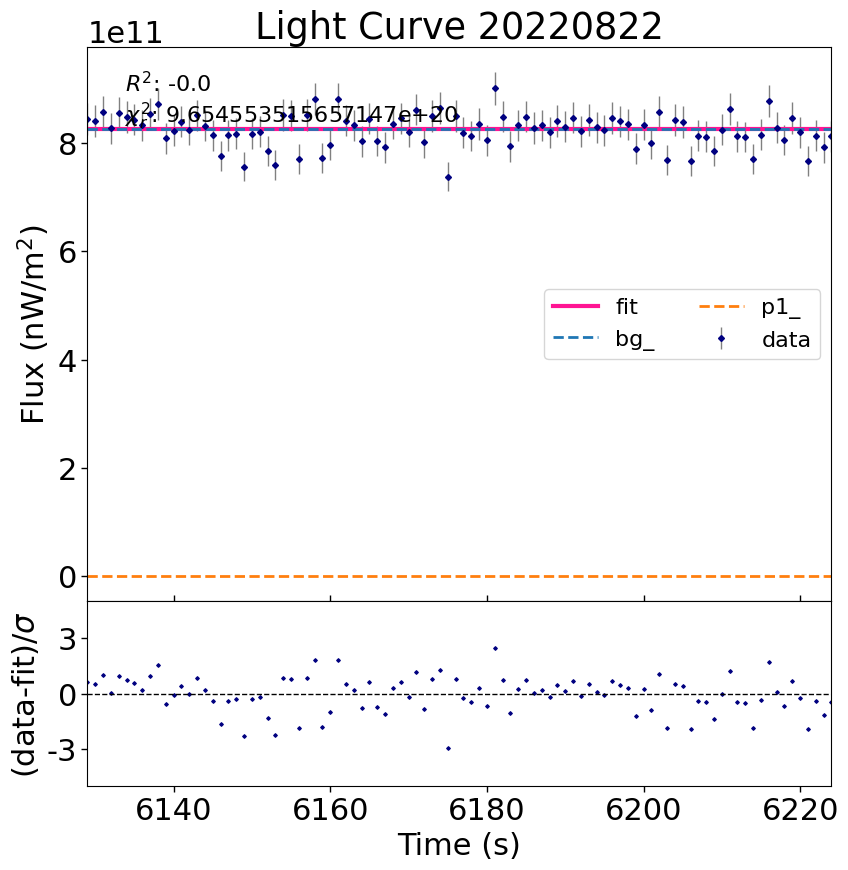 Light Curve 20220822
1e11
R²: -0.0
χ²: 9.654553515657147e+20
8
6
4
2
0
Flux (nW/m²)
fit
bg_
p1_
data
3
0
-3
(data-fit)/σ
6140
6160
6180
6200
6220
Time (s)